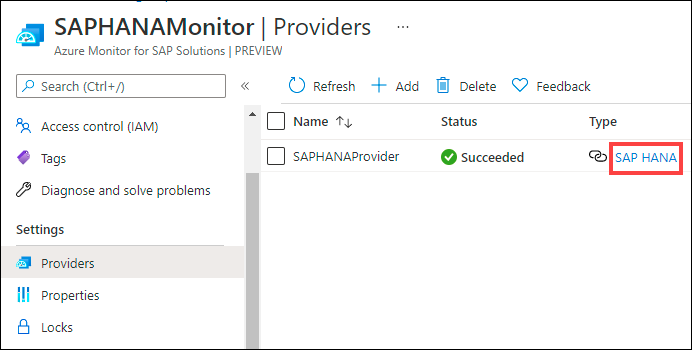 SAPHANAMonitor | Providers ...
Azure Monitor for SAP Solutions | PREVIEW
Search (Ctrl+/) «
Refresh + Add Delete Feedback
Access control (IAM)
Tags
Diagnose and solve problems
Settings
Providers
Properties
Locks
Name ↑↓ Status Type
SAPHANAProvider Succeeded SAP HANA